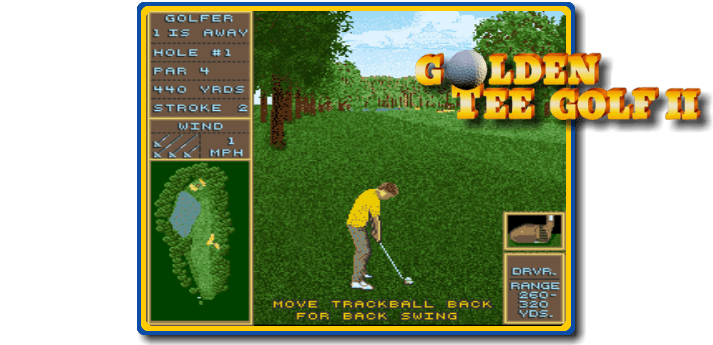 GOLFER
1 IS AWAY
HOLE #1
PAR 4
440 YRDS
STROKE 2
WIND
1
MPH
GOLDEN
TEE GOLF II
DRVR.
RANGE
260-
320
YDS.
MOVE TRACKBALL BACK
FOR BACK SWING